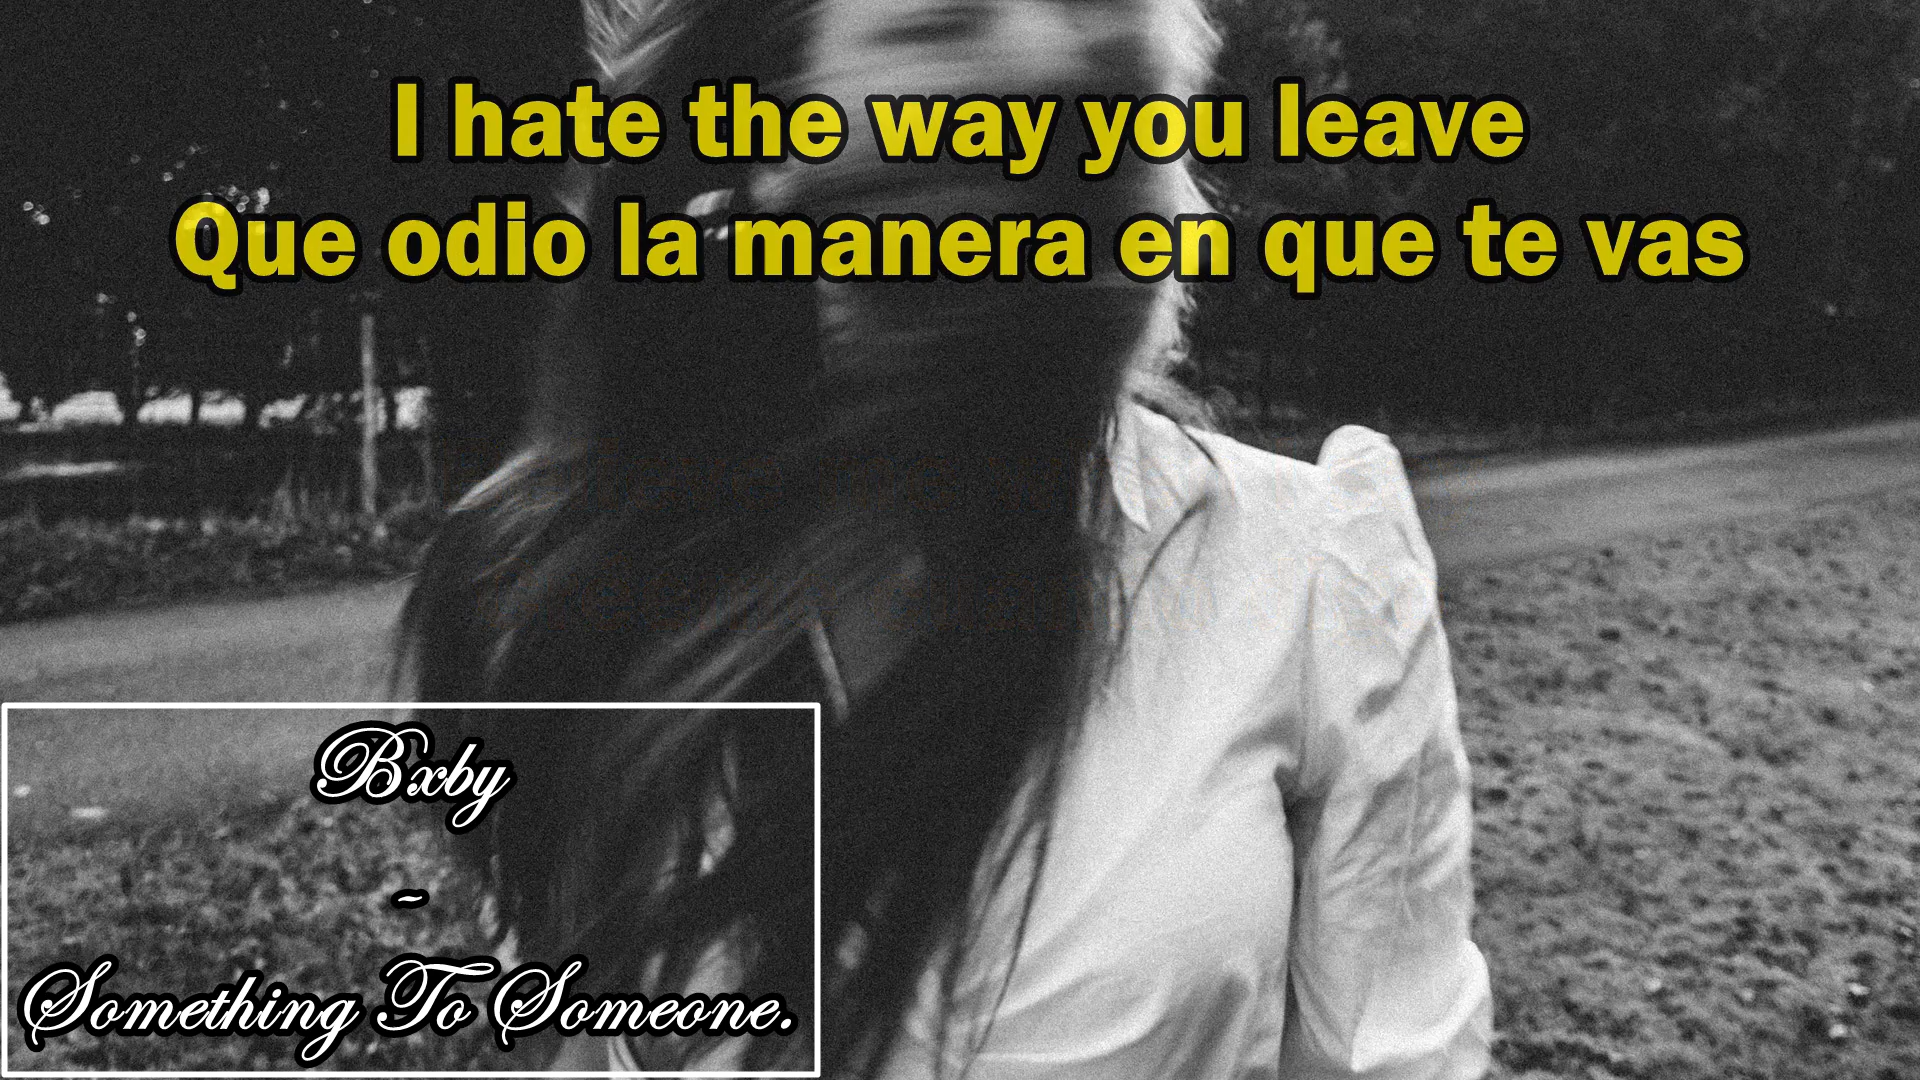 I hate the way you leave
Que odio la manera en que te vas
Bxby
-
Something To Someone.